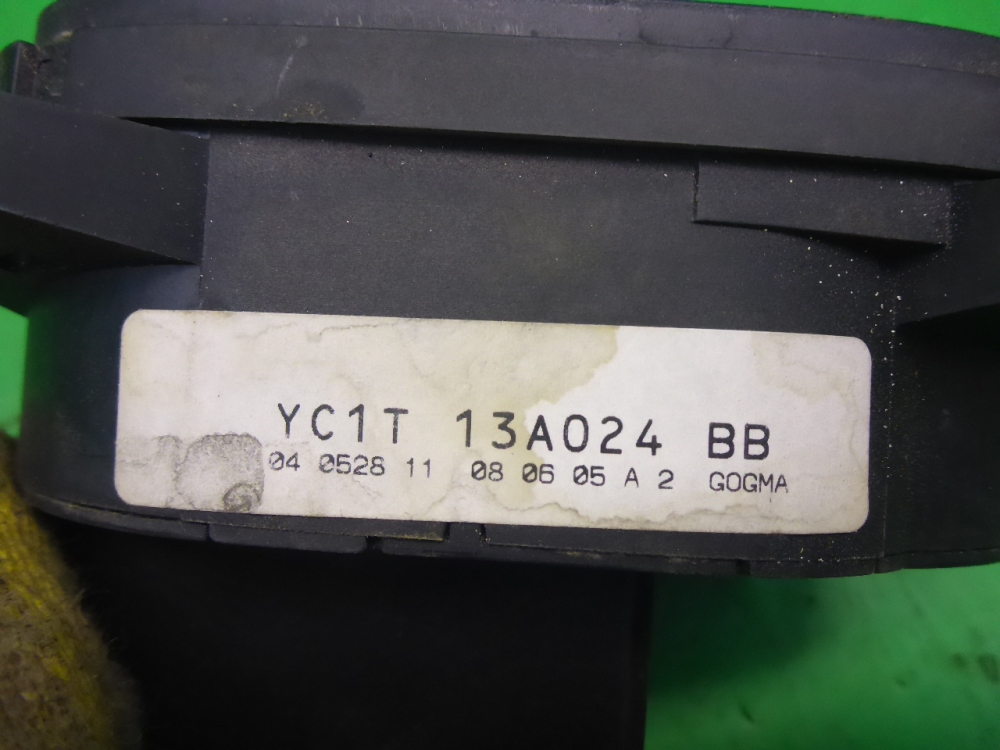 YC1T 13A024 BB
04 0528 11 08 06 05 A 2 GOGMA